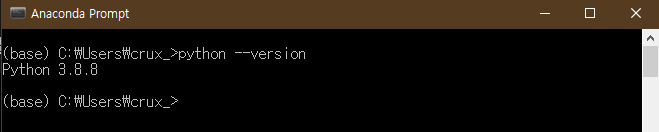 Anaconda Prompt
(base) C:₩Users₩crux_>python --version
Python 3.8.8
(base) C:₩Users₩crux_>